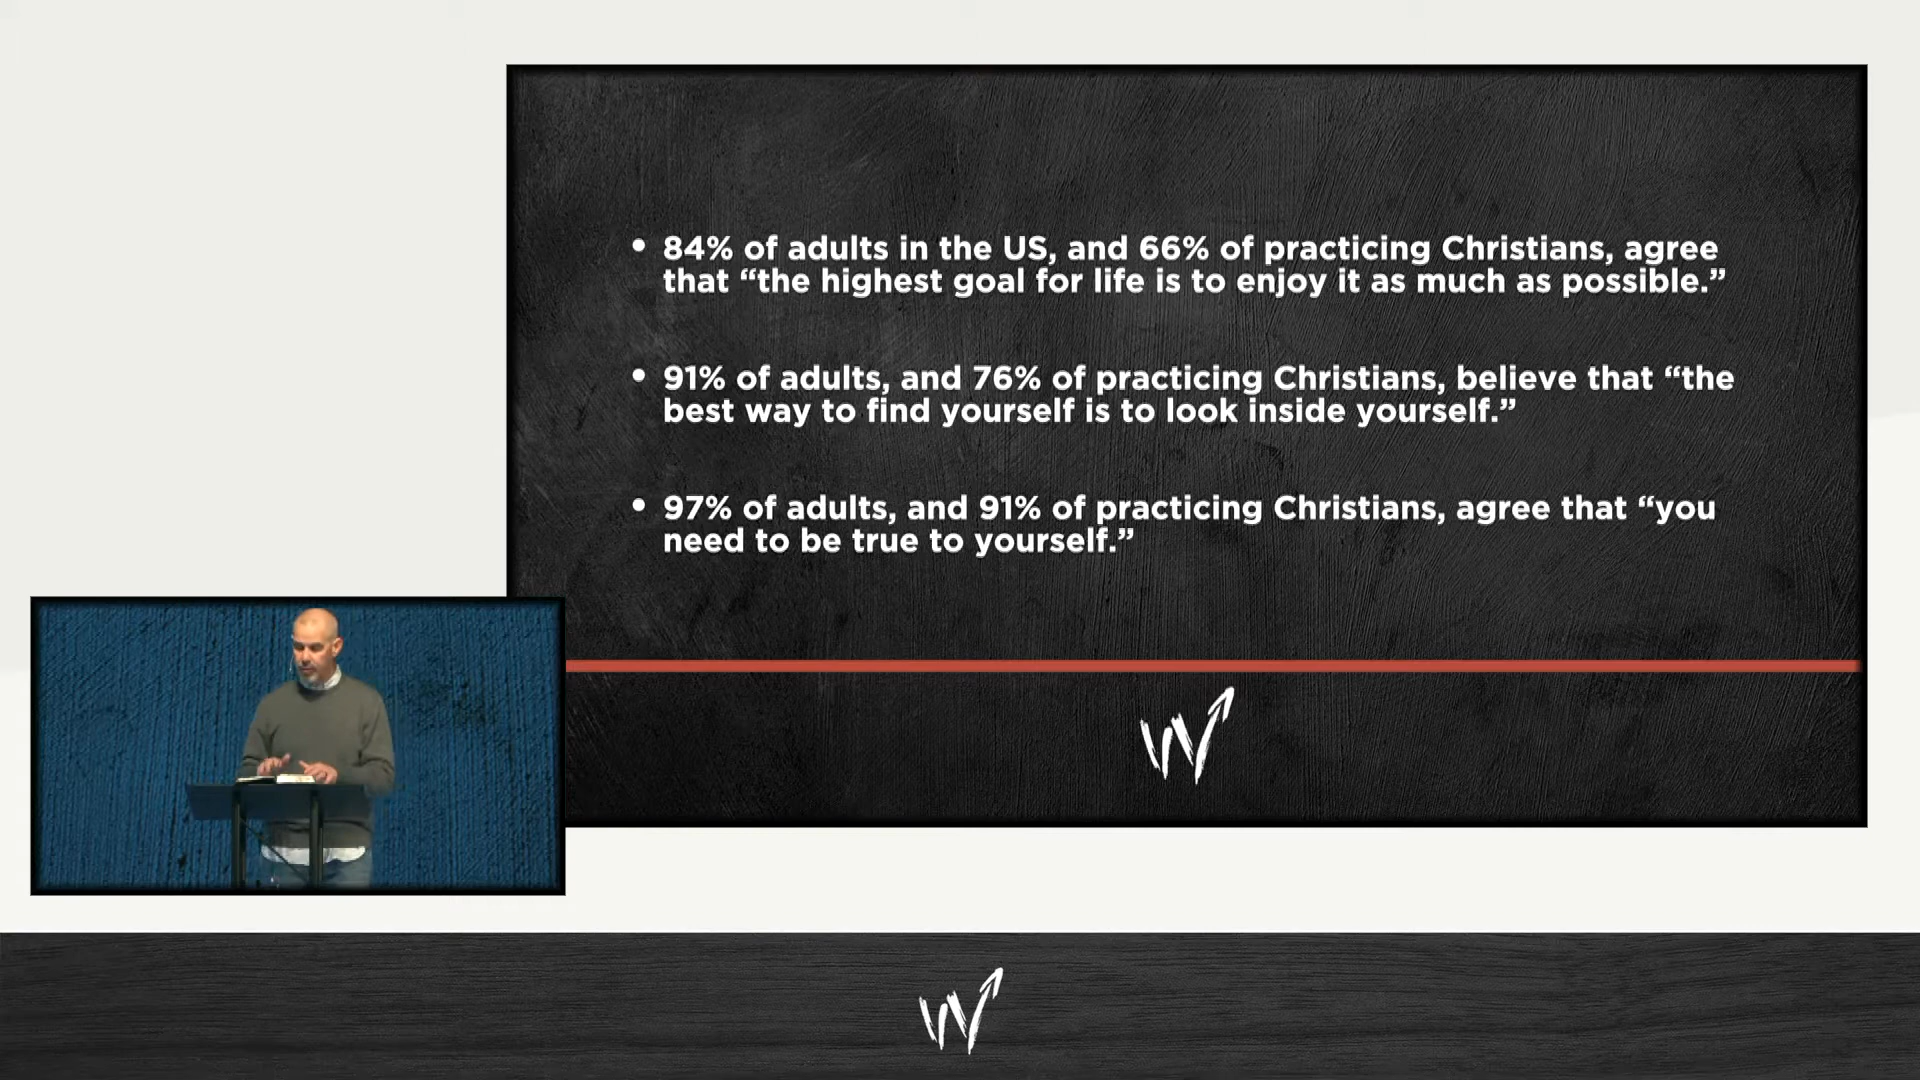 • 84% of adults in the US, and 66% of practicing Christians, agree
that “the highest goal for life is to enjoy it as much as possible.”
• 91% of adults, and 76% of practicing Christians, believe that “the
best way to find yourself is to look inside yourself.”
• 97% of adults, and 91% of practicing Christians, agree that “you
need to be true to yourself.”